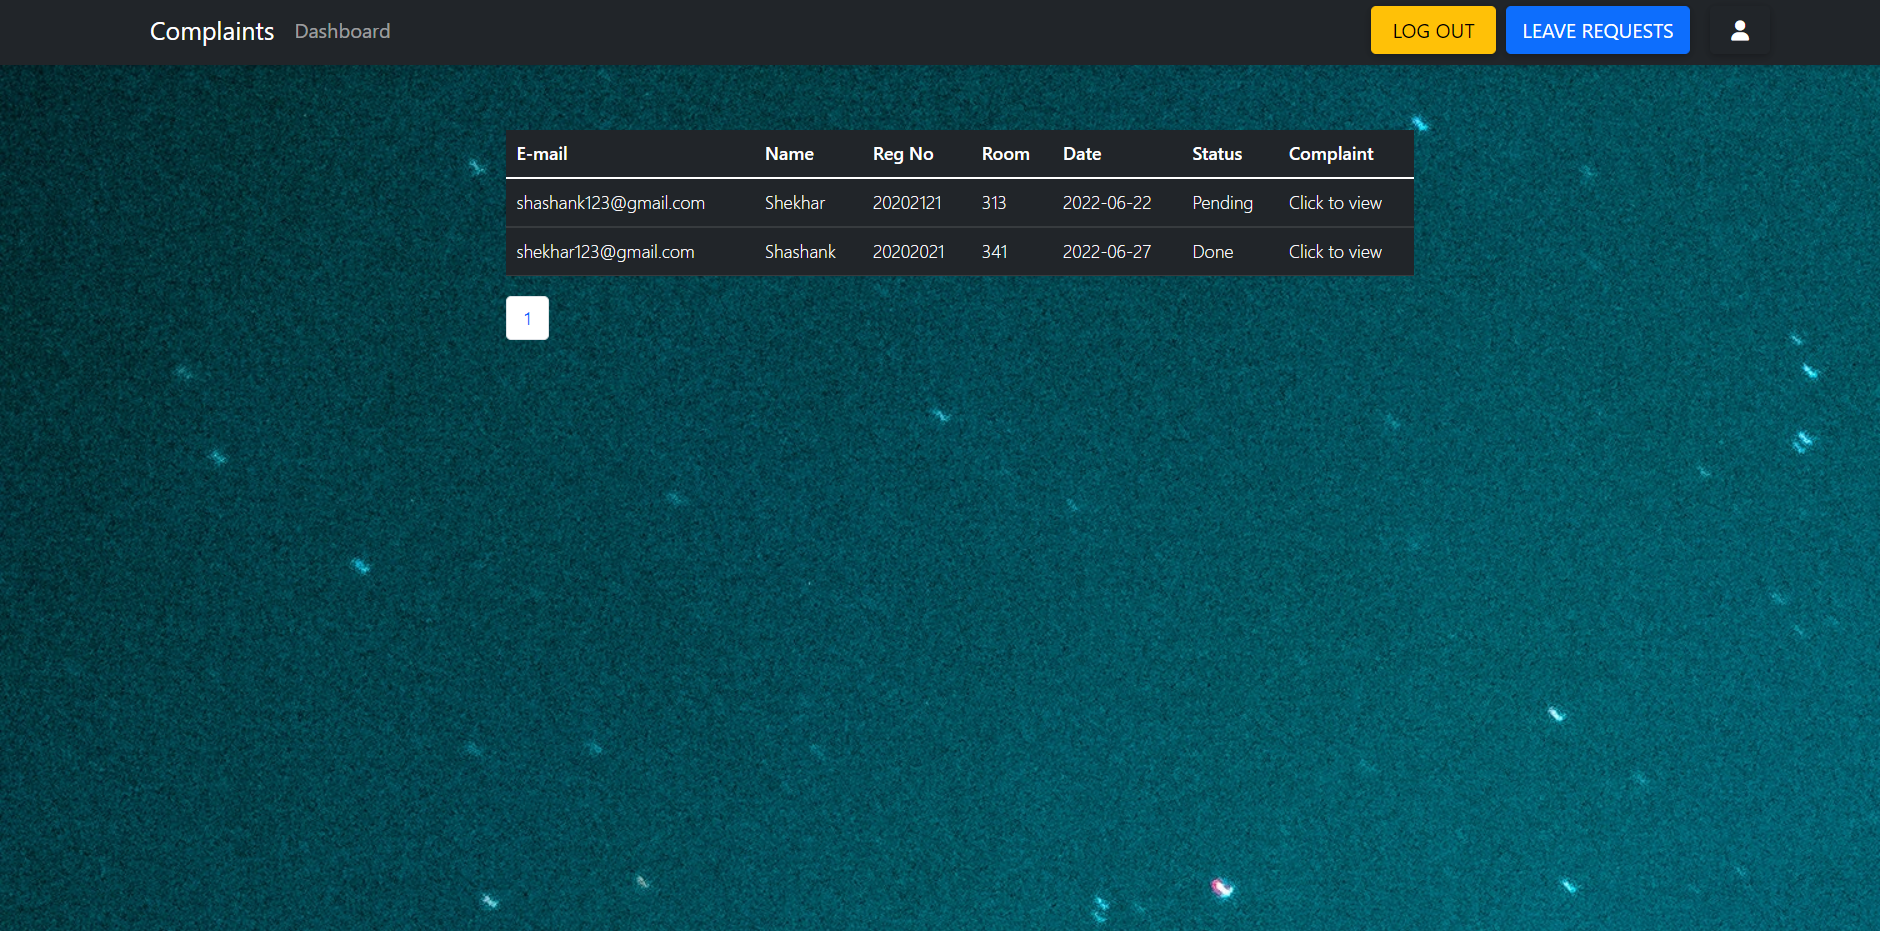 Complaints Dashboard LOG OUT LEAVE REQUESTS
E-mail Name Reg No Room Date Status Complaint
shashank123@gmail.com Shekhar 20202121 313 2022-06-22 Pending Click to view
shekhar123@gmail.com Shashank 20202021 341 2022-06-27 Done Click to view
1